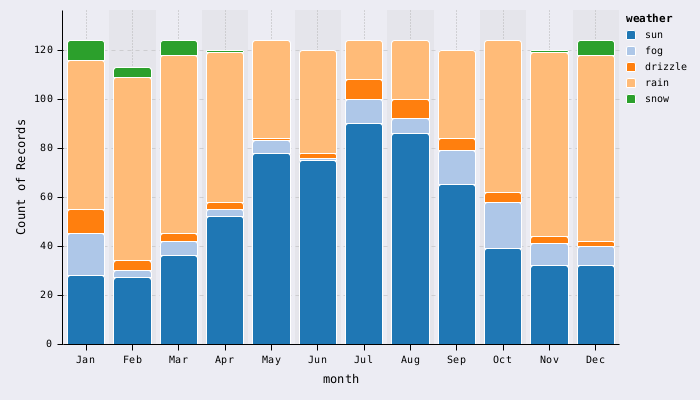 weather
sun
fog
drizzle
rain
snow
Count of Records
120
100
80
60
40
20
0
Jan Feb Mar Apr May Jun Jul Aug Sep Oct Nov Dec
month